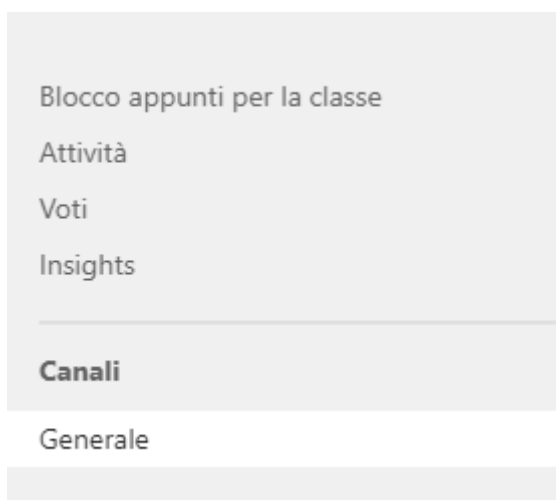 Blocco appunti per la classe
Attività
Voti
Insights
Canali
Generale